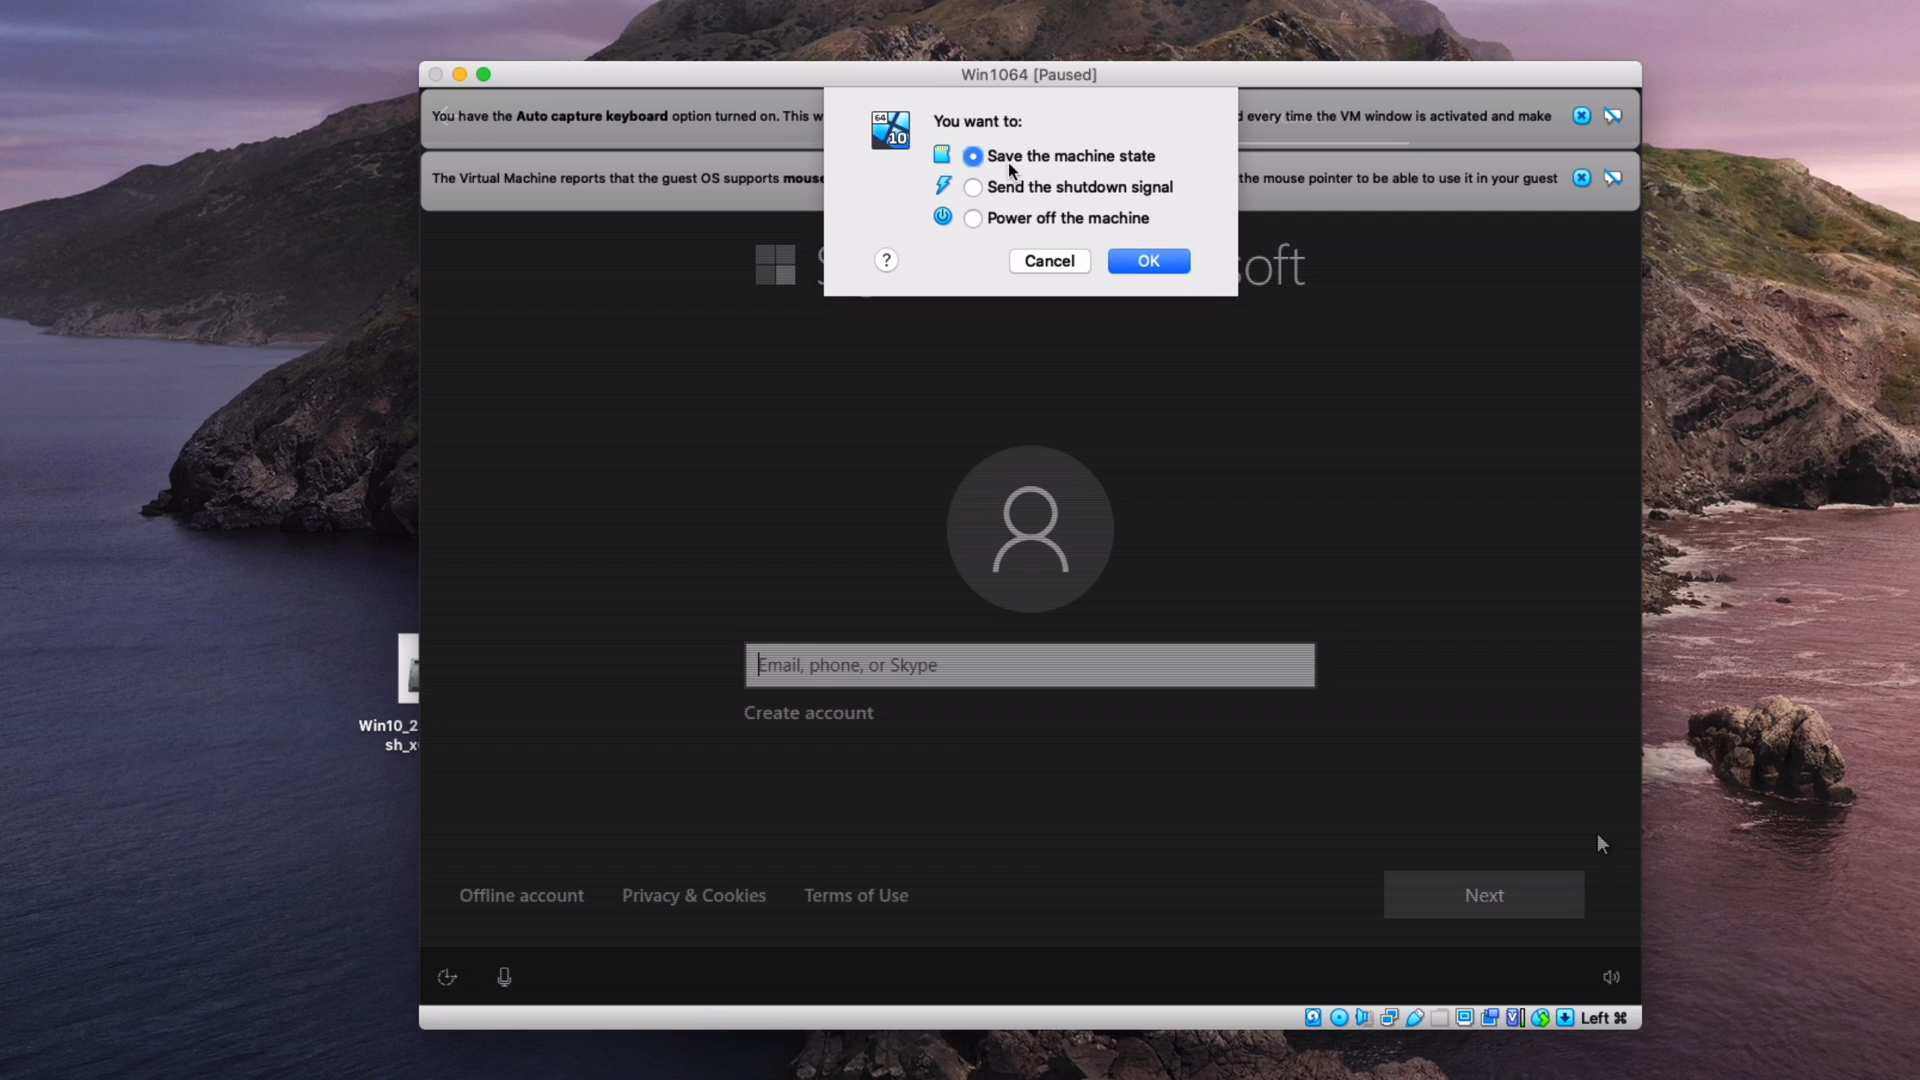 Win1064 [Paused]
You have the Auto capture keyboard option turned on. This w
d every time the VM window is activated and make
The Virtual Machine reports that the guest OS supports mouse
the mouse pointer to be able to use it in your guest
64
10
You want to:
Save the machine state
Send the shutdown signal
Power off the machine
?
Cancel
OK
S
soft
Email, phone, or Skype
Create account
Win10_2
sh_x
Offline account
Privacy & Cookies
Terms of Use
Next
Left ⌘